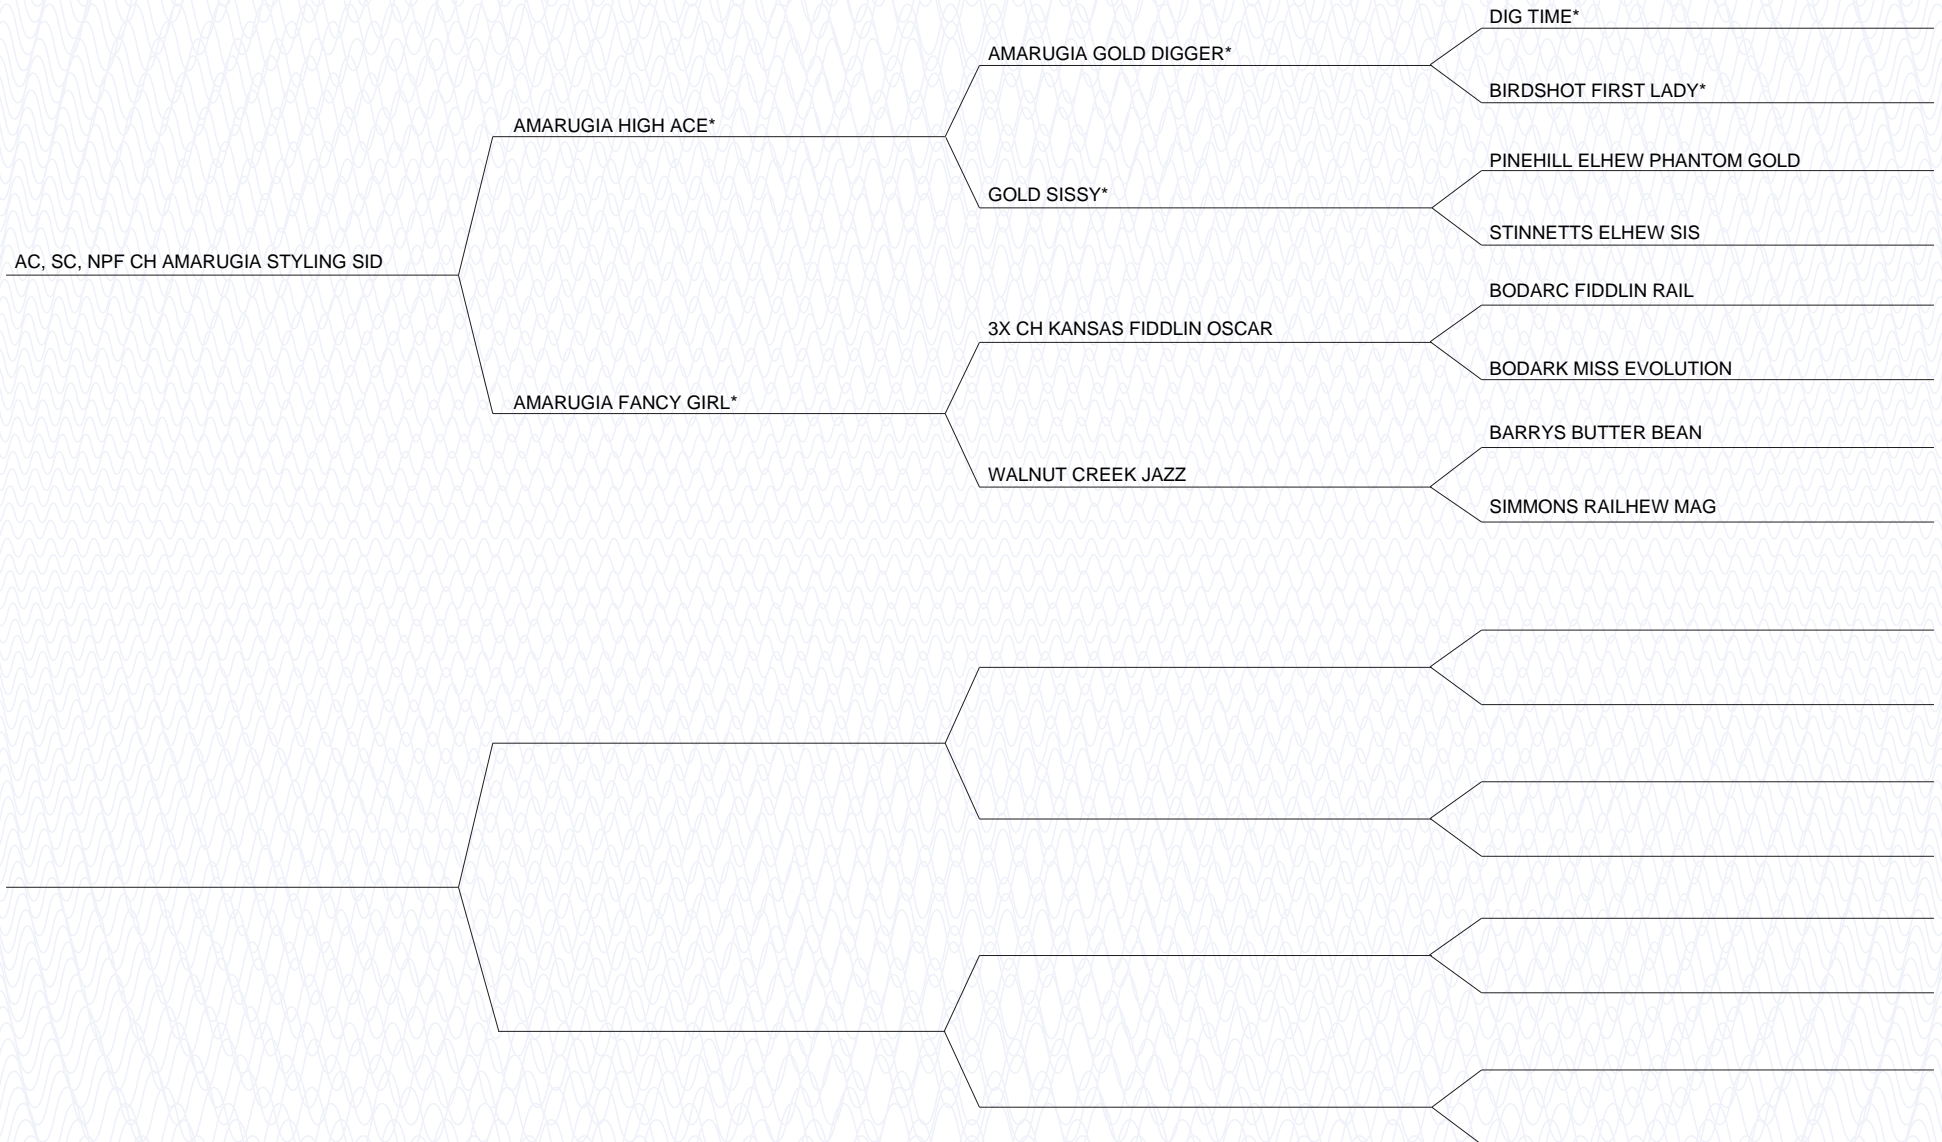 DIG TIME*
AMARUGIA GOLD DIGGER*
BIRDSHOT FIRST LADY*
AMARUGIA HIGH ACE*
PINEHILL ELHEW PHANTOM GOLD
GOLD SISSY*
STINNETTS ELHEW SIS
AC, SC, NPF CH AMARUGIA STYLING SID
BODARC FIDDLIN RAIL
3X CH KANSAS FIDDLIN OSCAR
BODARK MISS EVOLUTION
AMARUGIA FANCY GIRL*
BARRYS BUTTER BEAN
WALNUT CREEK JAZZ
SIMMONS RAILHEW MAG